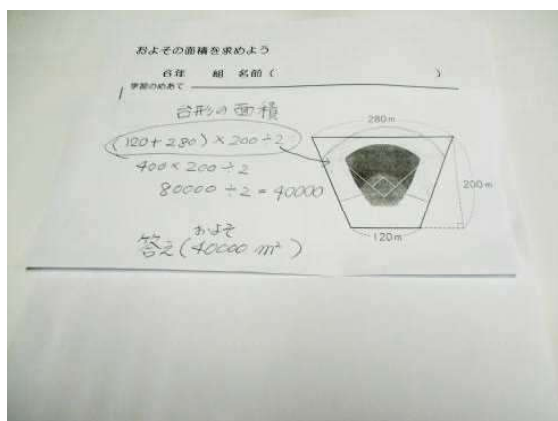 およその面積を求めよう
6年　組　名前（　　　　）
学習のめあて
台形の面積
(120+280)×200÷2
400×200÷2
80000÷2=40000
およそ
答え(40000m²)
280m
200m
120m